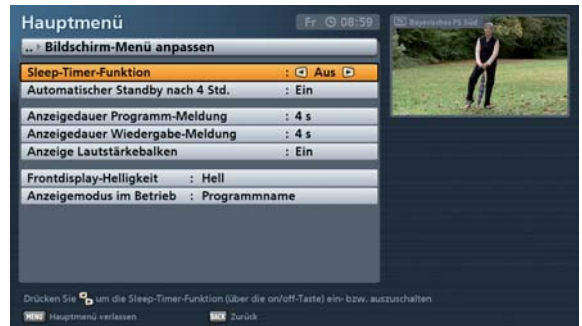 Hauptmenü
Fr 08:59
Bayerisches FS Süd
.. Bildschirm-Menü anpassen
Sleep-Timer-Funktion : Aus
Automatischer Standby nach 4 Std. : Ein
Anzeigedauer Programm-Meldung : 4 s
Anzeigedauer Wiedergabe-Meldung : 4 s
Anzeige Lautstärkebalken : Ein
Frontdisplay-Helligkeit : Hell
Anzeigemodus im Betrieb : Programmname
Drücken Sie um die Sleep-Timer-Funktion (über die on/off-Taste) ein- bzw. auszuschalten
MENU Hauptmenü verlassen
BACK Zurück